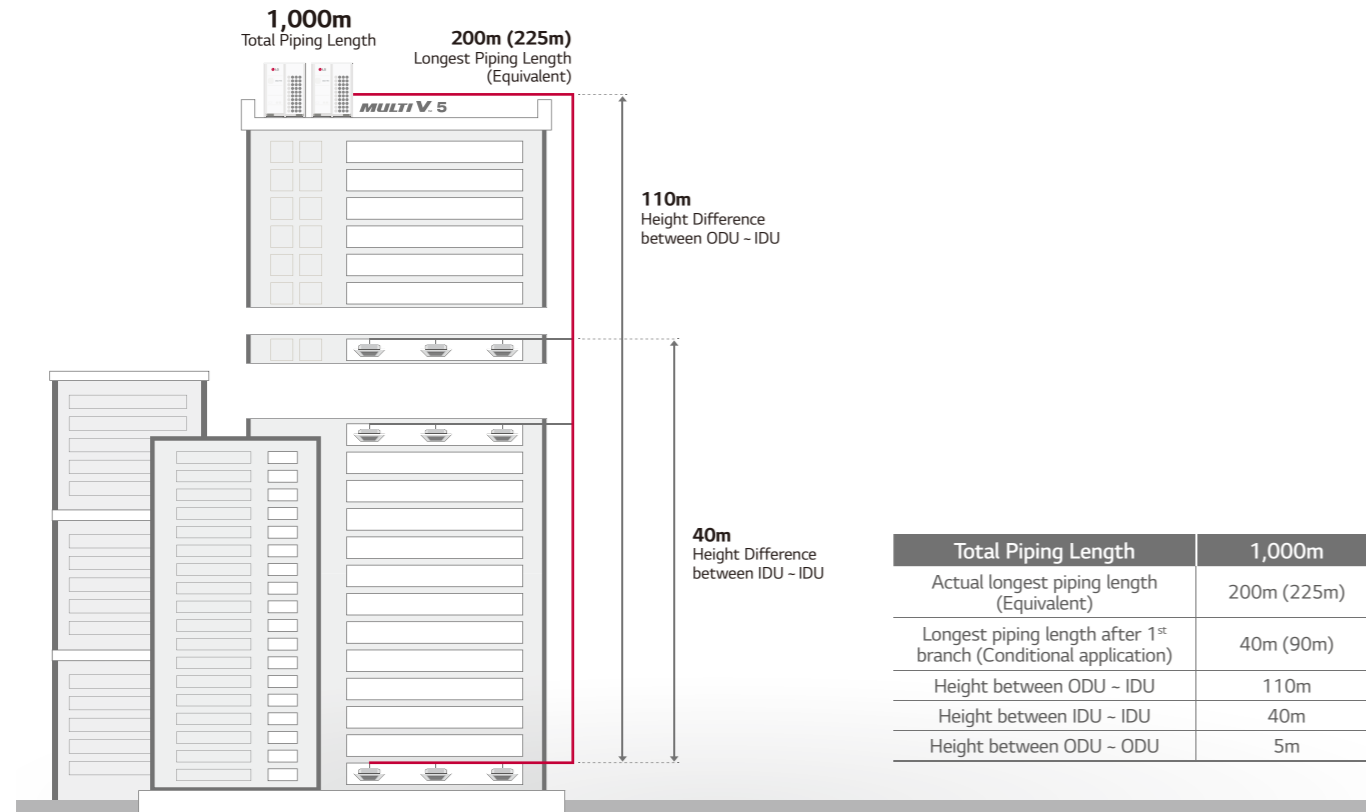 1,000m
Total Piping Length
200m (225m)
Longest Piping Length
(Equivalent)
MULTI V. 5
110m
Height Difference
between ODU ~ IDU
40m
Height Difference
between IDU ~ IDU
Total Piping Length 1,000m
Actual longest piping length
(Equivalent) 200m (225m)
Longest piping length after 1st
branch (Conditional application) 40m (90m)
Height between ODU ~ IDU 110m
Height between IDU ~ IDU 40m
Height between ODU ~ ODU 5m